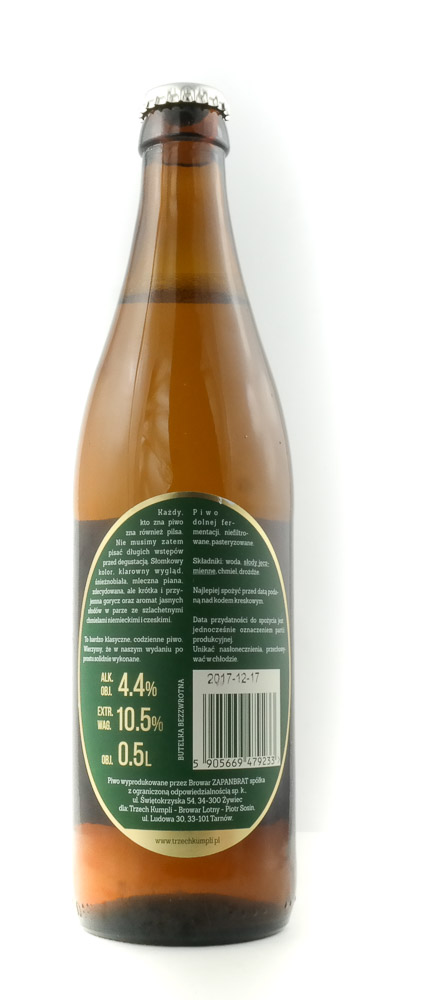 Każdy,
kto zna piwo
zna również pilsa.
Nie musimy zatem
pisać długich wstępów
przed degustacją. Słomkowy
kolor, klarowny wygląd,
śnieżnobiała, mleczna piana,
zdecydowana, ale krótka i przy-
jemna gorycz oraz aromat jasnych
słodów w parze ze szlachetnymi
chmielami niemieckimi i czeskimi.
To bardzo klasyczne, codzienne piwo.
Wierzymy, że w naszym wydaniu po
prostu solidnie wykonane.
Piwo
dolnej fer-
mentacji, niefiltro-
wane, pasteryzowane.
Składniki: woda, słody jęcz-
mienne, chmiel, drożdże.
Najlepiej spożyć przed datą poda-
ną nad kodem kreskowym.
Data przydatności do spożycia jest
jednocześnie oznaczeniem partii
produkcyjnej.
Unikać nasłonecznienia, przechowy-
wać w chłodzie.
ALK.
OBJ. 4.4%
EXTR.
WAG. 10.5%
OBJ. 0.5L
BUTELKA BEZZWROTNA
2017-12-17
5 905669 479233
Piwo wyprodukowane przez Browar ZAPANBRAT spółka
z ograniczoną odpowiedzialnością sp. k.,
ul. Świętokrzyska 54, 34-300 Żywiec
dla: Trzech Kumpli - Browar Lotny - Piotr Sosin.
ul. Ludowa 30, 33-101 Tarnów.
www.trzechkumpli.pl